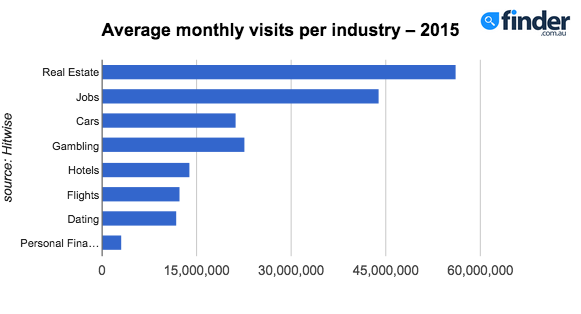 Average monthly visits per industry – 2015
finder
.com.au
source: Hitwise
Real Estate
Jobs
Cars
Gambling
Hotels
Flights
Dating
Personal Fina…
0 15,000,000 30,000,000 45,000,000 60,000,000